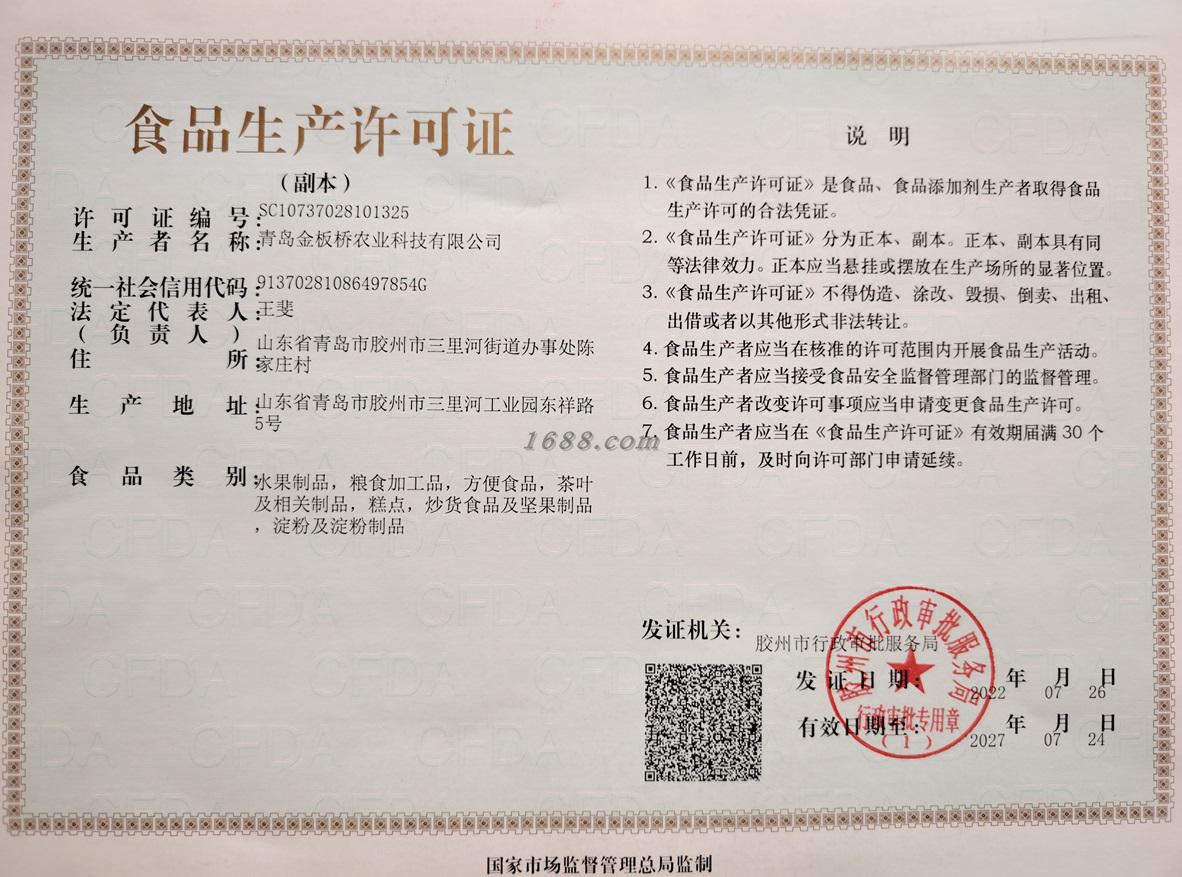 食品生产许可证
（副本）
许可证编号：SC10737028101325
生产者名称：青岛金板桥农业科技有限公司
统一社会信用代码：91370281086497854G
法定代表人：王斐
（负责人）
住所：山东省青岛市胶州市三里河街道办事处陈
家庄村
生产地址：山东省青岛市胶州市三里河工业园东祥路
5号
食品类别：水果制品，粮食加工品，方便食品，茶叶
及相关制品，糕点，炒货食品及坚果制品
，淀粉及淀粉制品
说明
1.《食品生产许可证》是食品、食品添加剂生产者取得食品
生产许可的合法凭证。
2.《食品生产许可证》分为正本、副本。正本、副本具有同
等法律效力。正本应当悬挂或摆放在生产场所的显著位置。
3.《食品生产许可证》不得伪造、涂改、毁损、倒卖、出租、
出借或者以其他形式非法转让。
4.食品生产者应当在核准的许可范围内开展食品生产活动。
5.食品生产者应当接受食品安全监督管理部门的监督管理。
6.食品生产者改变许可事项应当申请变更食品生产许可。
7.食品生产者应当在《食品生产许可证》有效期届满30个
工作日前，及时向许可部门申请延续。
1688.com
发证机关：胶州市行政审批服务局
发证日期：2022年07月26日
有效日期至：2027年07月24日
胶州市行政审批服务局
行政审批专用章
（1）
国家市场监督管理总局监制
CFDA